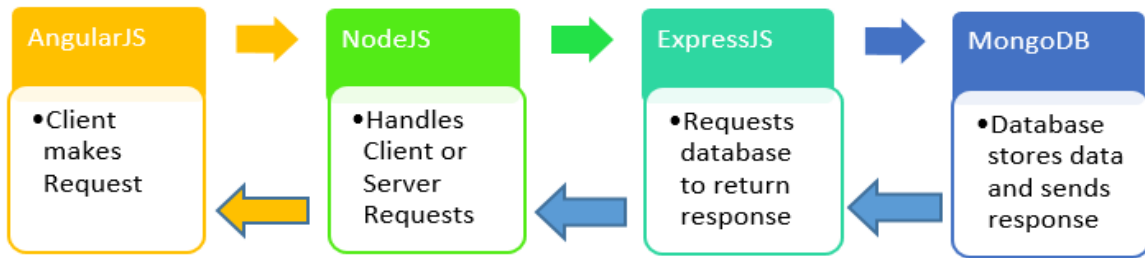 AngularJS
•Client
makes
Request
NodeJS
•Handles
Client or
Server
Requests
ExpressJS
•Requests
database
to return
response
MongoDB
•Database
stores data
and sends
response